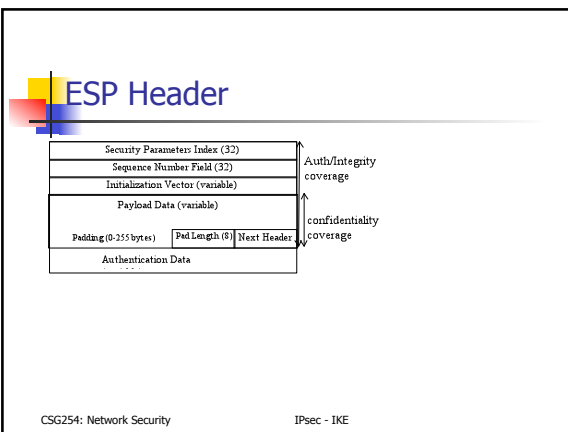 ESP Header
Security Parameters Index (32)
Sequence Number Field (32)
Initialization Vector (variable)
Payload Data (variable)
Padding (0-255 bytes)
Pad Length (8)
Next Header
Authentication Data
Auth/Integrity
coverage
confidentiality
coverage
CSG254: Network Security
IPsec - IKE